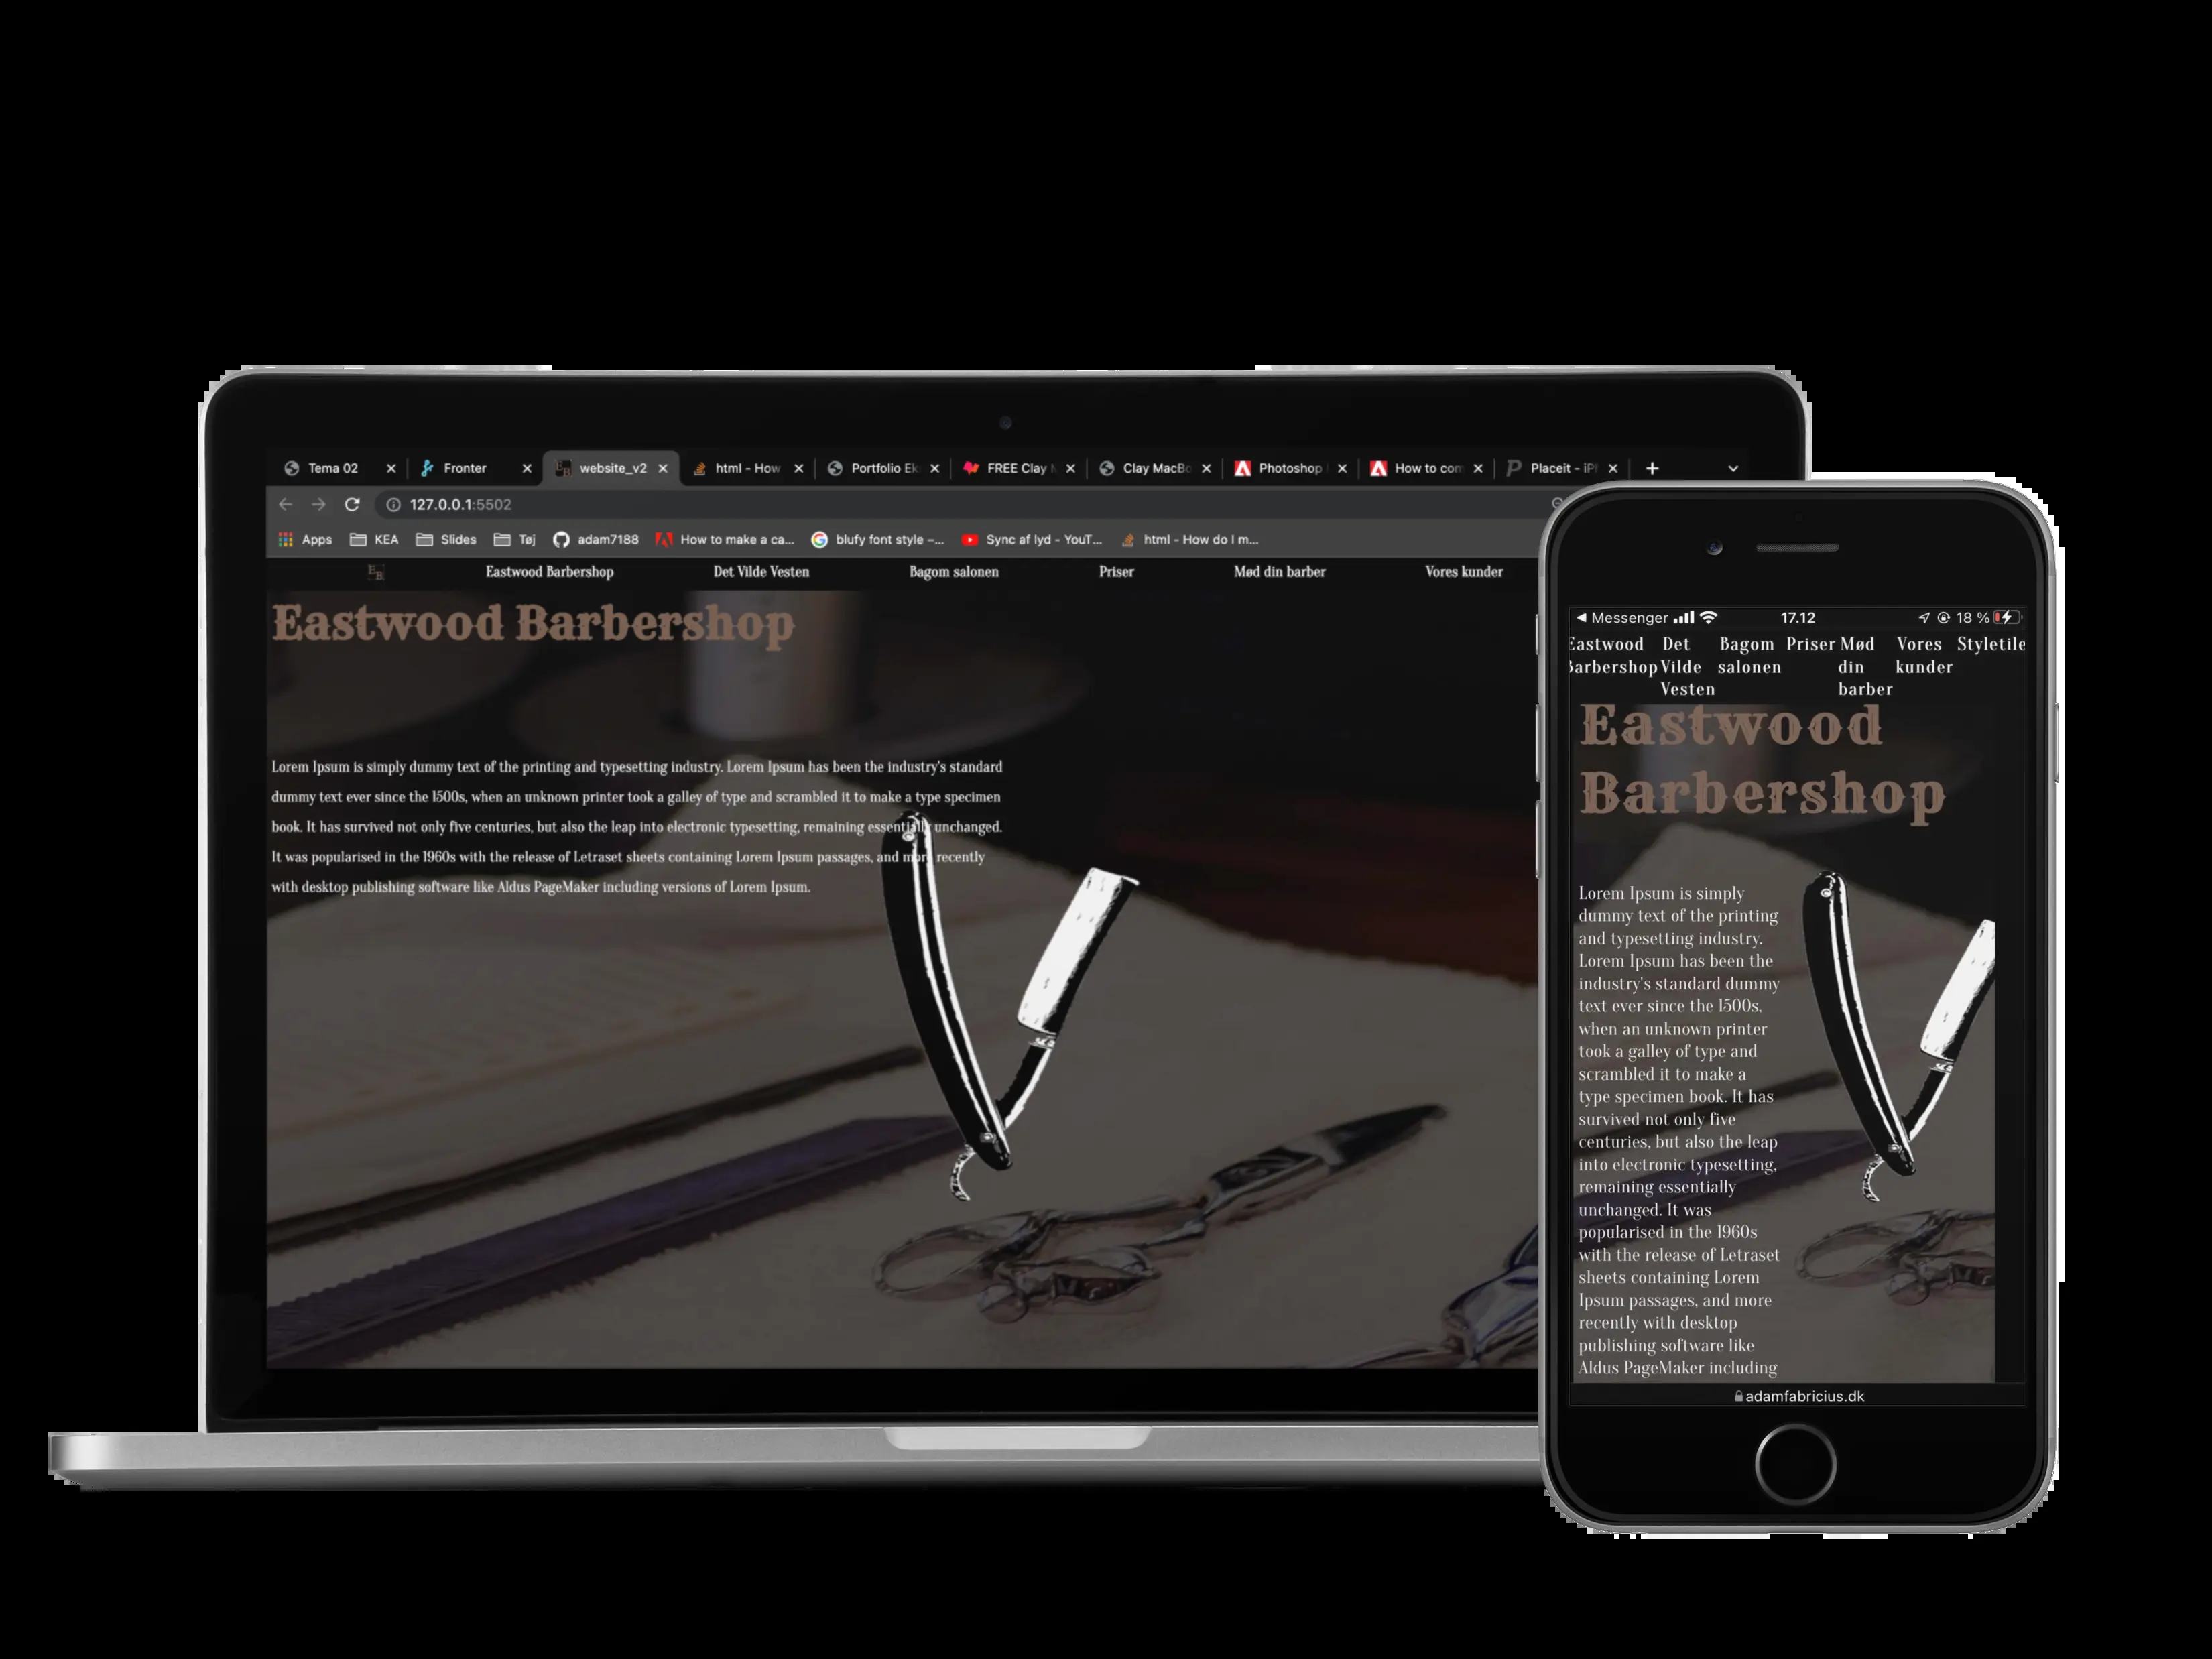 Tema 02
Fronter
website_v2
html - How
Portfolio Ek
FREE Clay
Clay MacBo
Photoshop
How to com
Placeit - iP
127.0.0.1:5502
Apps
KEA
Slides
Tøj
adam7188
How to make a ca...
blufy font style –...
Sync af lyd - YouT...
html - How do I m...
EB
Eastwood Barbershop
Det Vilde Vesten
Bagom salonen
Priser
Mød din barber
Vores kunder
Eastwood Barbershop
Lorem Ipsum is simply dummy text of the printing and typesetting industry. Lorem Ipsum has been the industry's standard
dummy text ever since the 1500s, when an unknown printer took a galley of type and scrambled it to make a type specimen
book. It has survived not only five centuries, but also the leap into electronic typesetting, remaining essentially unchanged.
It was popularised in the 1960s with the release of Letraset sheets containing Lorem Ipsum passages, and more recently
with desktop publishing software like Aldus PageMaker including versions of Lorem Ipsum.
Messenger
17.12
18 %
Eastwood Det Bagom Priser Mød Vores Styletile
Barbershop Vilde salonen din kunder
Vesten barber
Eastwood
Barbershop
Lorem Ipsum is simply
dummy text of the printing
and typesetting industry.
Lorem Ipsum has been the
industry's standard dummy
text ever since the 1500s,
when an unknown printer
took a galley of type and
scrambled it to make a
type specimen book. It has
survived not only five
centuries, but also the leap
into electronic typesetting,
remaining essentially
unchanged. It was
popularised in the 1960s
with the release of Letraset
sheets containing Lorem
Ipsum passages, and more
recently with desktop
publishing software like
Aldus PageMaker including
adamfabricius.dk